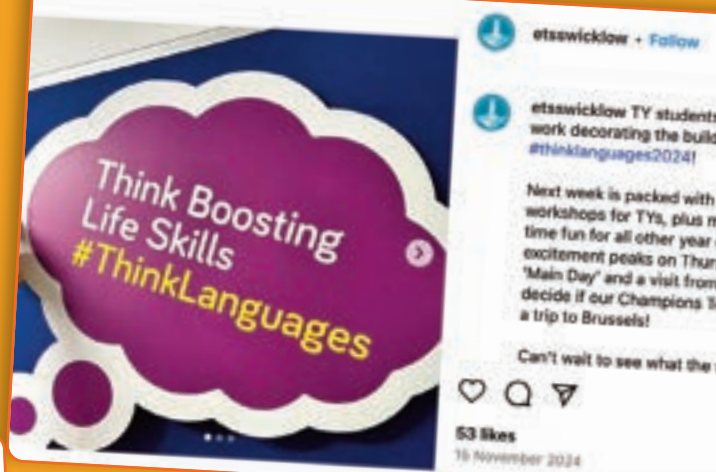 Think Boosting
Life Skills
#ThinkLanguages
etsswicklow • Follow
etsswicklow TY students
work decorating the build
#thinklanguages2024!
Next week is packed with
workshops for TYs, plus m
time fun for all other year
excitement peaks on Thur
'Main Day' and a visit from
decide if our Champions
a trip to Brussels!
Can't wait to see what the
53 likes
November 2024